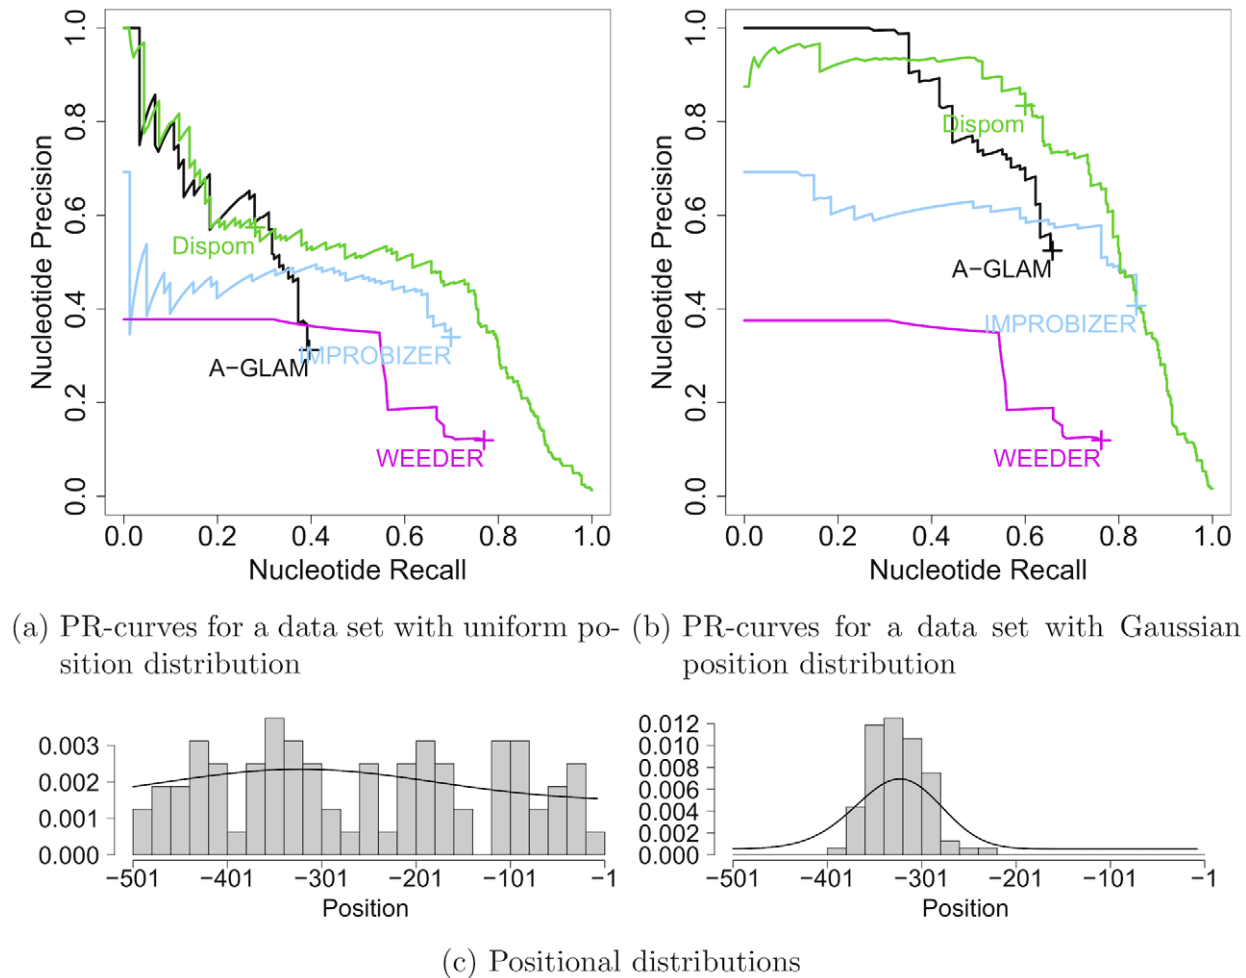 1.0
0.8
0.6
0.4
0.2
0.0
Nucleotide Precision
Dispom
A−GLAM
IMPROBIZER
WEEDER
0.0 0.2 0.4 0.6 0.8 1.0
Nucleotide Recall
1.0
0.8
0.6
0.4
0.2
0.0
Nucleotide Precision
Dispom
A−GLAM
IMPROBIZER
WEEDER
0.0 0.2 0.4 0.6 0.8 1.0
Nucleotide Recall
(a) PR-curves for a data set with uniform po-
sition distribution
(b) PR-curves for a data set with Gaussian
position distribution
0.003
0.002
0.001
0.000
−501 −401 −301 −201 −101 −1
Position
0.012
0.010
0.008
0.006
0.004
0.002
0.000
−501 −401 −301 −201 −101 −1
Position
(c) Positional distributions